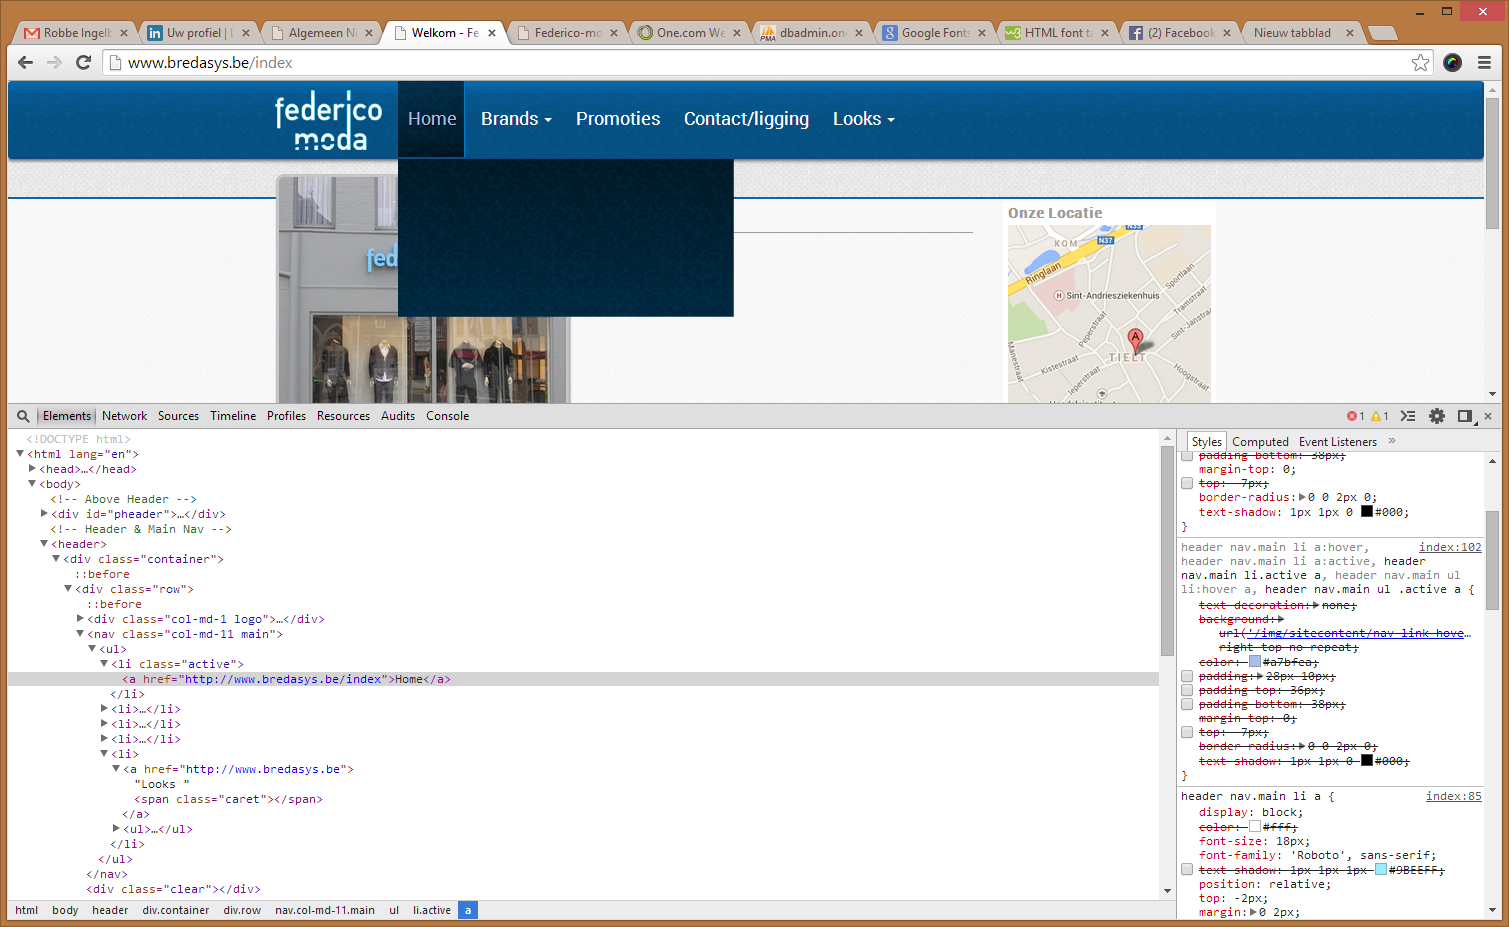 Robbe Ingelb
Uw profiel | L
Algemeen Ni
Welkom - Fe
Federico-mo
One.com We
dbadmin.on
Google Fonts
HTML font ta
(2) Facebook
Nieuw tabblad
www.bredasys.be/index
federico
moda
Home
Brands
Promoties
Contact/ligging
Looks
fed
Onze Locatie
KOM
N37
N35
Ringlaan
Sportlaan
Sint-Andriesziekenhuis
Tramstraat
Sint-Janstraat
Peperstraat
A
TIELT
Kistestraat
Ieperstraat
Manestraat
Elements
Network
Sources
Timeline
Profiles
Resources
Audits
Console
1
1
<!DOCTYPE html>
<html lang="en">
<head>…</head>
<body>
<!-- Above Header -->
<div id="pheader">…</div>
<!-- Header & Main Nav -->
<header>
<div class="container">
::before
<div class="row">
::before
<div class="col-md-1 logo">…</div>
<nav class="col-md-11 main">
<ul>
<li class="active">
<a href="http://www.bredasys.be/index">Home</a>
</li>
<li>…</li>
<li>…</li>
<li>…</li>
<li>
<a href="http://www.bredasys.be">
"Looks "
<span class="caret"></span>
</a>
<ul>…</ul>
</li>
</ul>
</nav>
<div class="clear"></div>
html body header div.container div.row nav.col-md-11.main ul li.active a
Styles Computed Event Listeners »
padding-bottom: 38px;
margin-top: 0;
top: -7px;
border-radius: 0 0 2px 0;
text-shadow: 1px 1px 0 #000;
}
header nav.main li a:hover, index:102
header nav.main li a:active, header
nav.main li.active a, header nav.main ul
li:hover a, header nav.main ul .active a {
text-decoration: none;
background:
url('/img/sitecontent/nav-link-hove…
right top no-repeat;
color: #a7bfea;
padding: 28px 10px;
padding-top: 36px;
padding-bottom: 38px;
margin-top: 0;
top: -7px;
border-radius: 0 0 2px 0;
text-shadow: 1px 1px 0 #000;
}
header nav.main li a { index:85
display: block;
color: #fff;
font-size: 18px;
font-family: 'Roboto', sans-serif;
text-shadow: 1px 1px 1px #9BEEFF;
position: relative;
top: -2px;
margin: 0 2px;